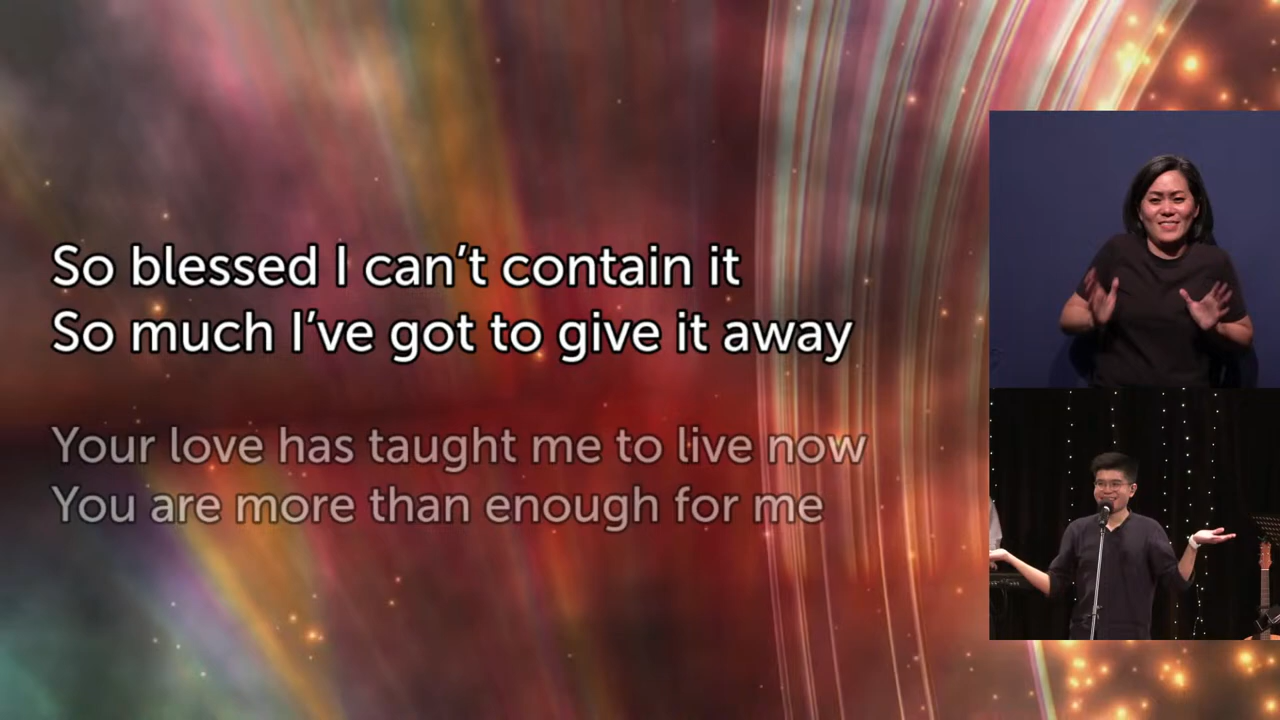 So blessed I can’t contain it
So much I’ve got to give it away
Your love has taught me to live now
You are more than enough for me